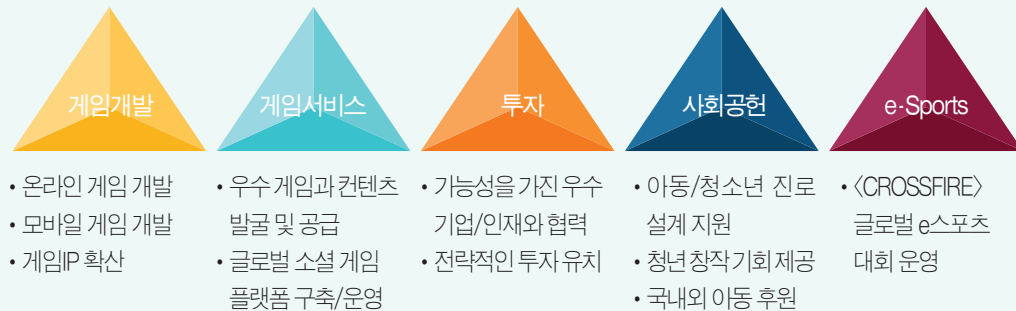 게임개발
• 온라인 게임 개발
• 모바일 게임 개발
• 게임IP 확산
게임서비스
• 우수 게임과 컨텐츠
발굴 및 공급
• 글로벌 소셜 게임
플랫폼 구축/운영
투자
• 가능성을 가진 우수
기업/인재와 협력
• 전략적인 투자 유치
사회공헌
• 아동/청소년 진로
설계 지원
• 청년 창작 기회 제공
• 국내외 아동 후원
e-Sports
• 〈CROSSFIRE〉
글로벌 e스포츠
대회 운영